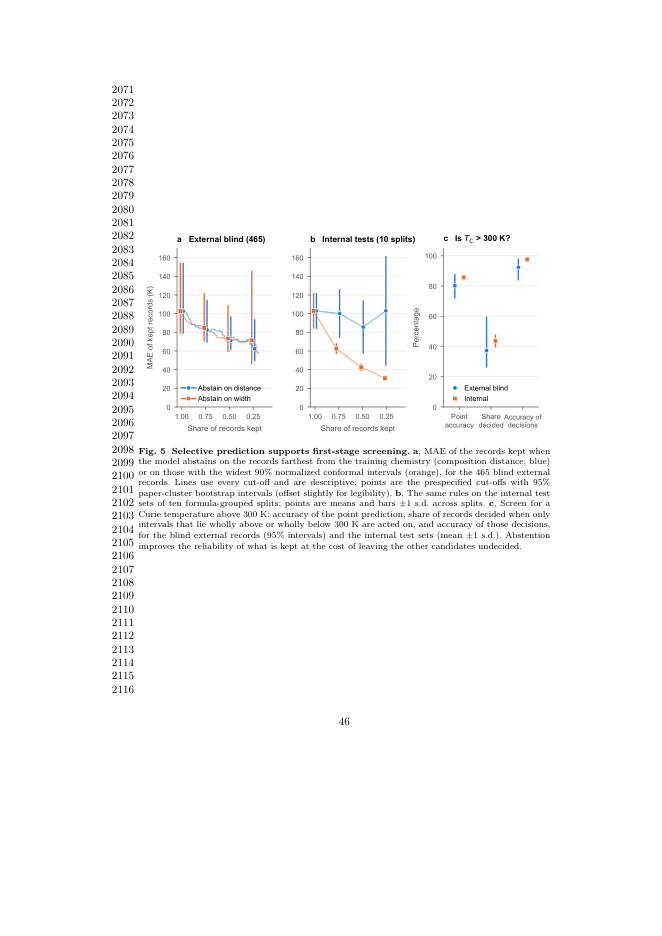 2071
2072
2073
2074
2075
2076
2077
2078
2079
2080
2081
2082
2083
2084
2085
2086
2087
2088
2089
2090
2091
2092
2093
2094
2095
2096
2097
2098
2099
2100
2101
2102
2103
2104
2105
2106
2107
2108
2109
2110
2111
2112
2113
2114
2115
2116
a External blind (465)
160
140
120
100
80
60
40
20
0
MAE of kept records (K)
Abstain on distance
Abstain on width
1.00 0.75 0.50 0.25
Share of records kept
b Internal tests (10 splits)
160
140
120
100
80
60
40
20
0
1.00 0.75 0.50 0.25
Share of records kept
c Is TC > 300 K?
100
80
60
40
20
0
Percentage
External blind
Internal
Point accuracy
Share decided
Accuracy of decisions
Fig. 5 Selective prediction supports first-stage screening. a, MAE of the records kept when
the model abstains on the records farthest from the training chemistry (composition distance; blue)
or on those with the widest 90% normalized conformal intervals (orange), for the 465 blind external
records. Lines use every cut-off and are descriptive; points are the prespecified cut-offs with 95%
paper-cluster bootstrap intervals (offset slightly for legibility). b, The same rules on the internal test
sets of ten formula-grouped splits; points are means and bars ±1 s.d. across splits. c, Screen for a
Curie temperature above 300 K: accuracy of the point prediction, share of records decided when only
intervals that lie wholly above or wholly below 300 K are acted on, and accuracy of those decisions,
for the blind external records (95% intervals) and the internal test sets (mean ±1 s.d.). Abstention
improves the reliability of what is kept at the cost of leaving the other candidates undecided.
46